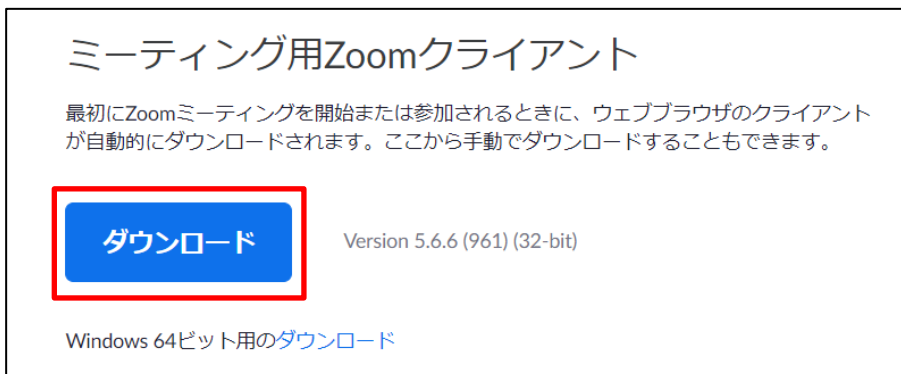 ミーティング用Zoomクライアント
最初にZoomミーティングを開始または参加されるときに、ウェブブラウザのクライアント
が自動的にダウンロードされます。ここから手動でダウンロードすることもできます。
ダウンロード
Version 5.6.6 (961) (32-bit)
Windows 64ビット用のダウンロード